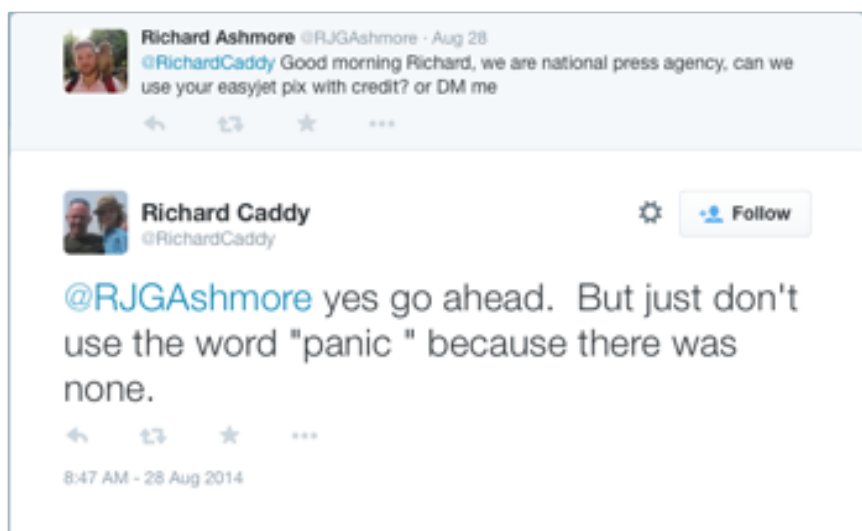 Richard Ashmore @RJGAshmore · Aug 28
@RichardCaddy Good morning Richard, we are national press agency, can we
use your easyjet pix with credit? or DM me
Richard Caddy
@RichardCaddy
Follow
@RJGAshmore yes go ahead.  But just don't
use the word "panic " because there was
none.
8:47 AM - 28 Aug 2014